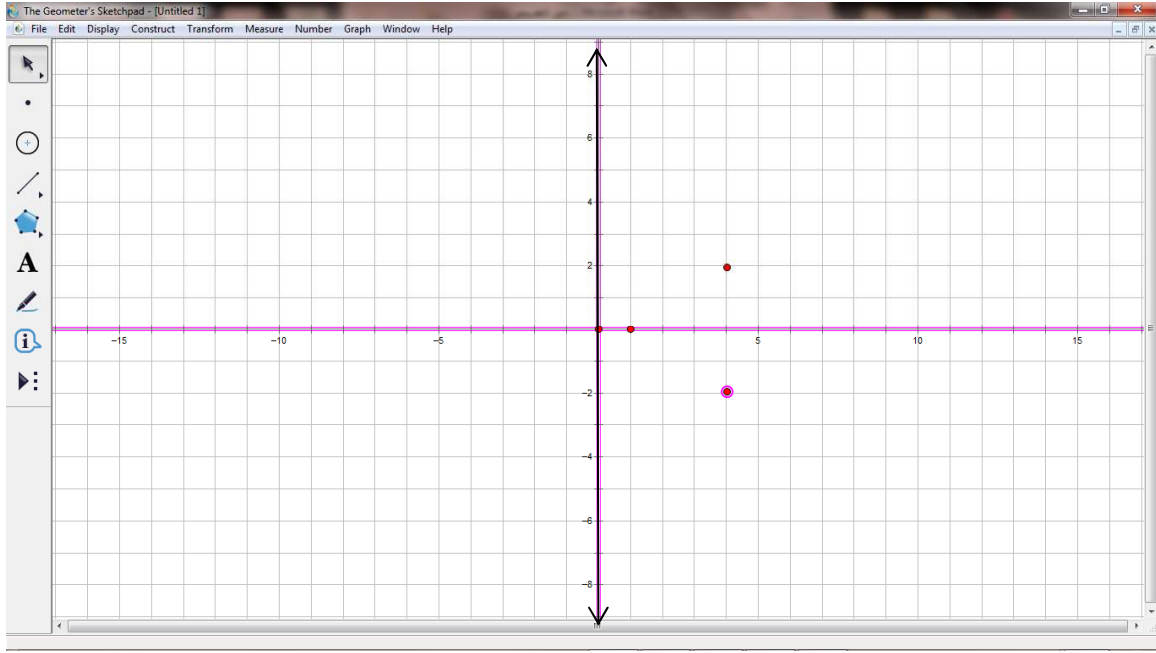 The Geometer's Sketchpad - [Untitled 1]
File Edit Display Construct Transform Measure Number Graph Window Help
8
6
4
2
−15 −10 −5 5 10 15
−2
−4
−6
−8
A
i